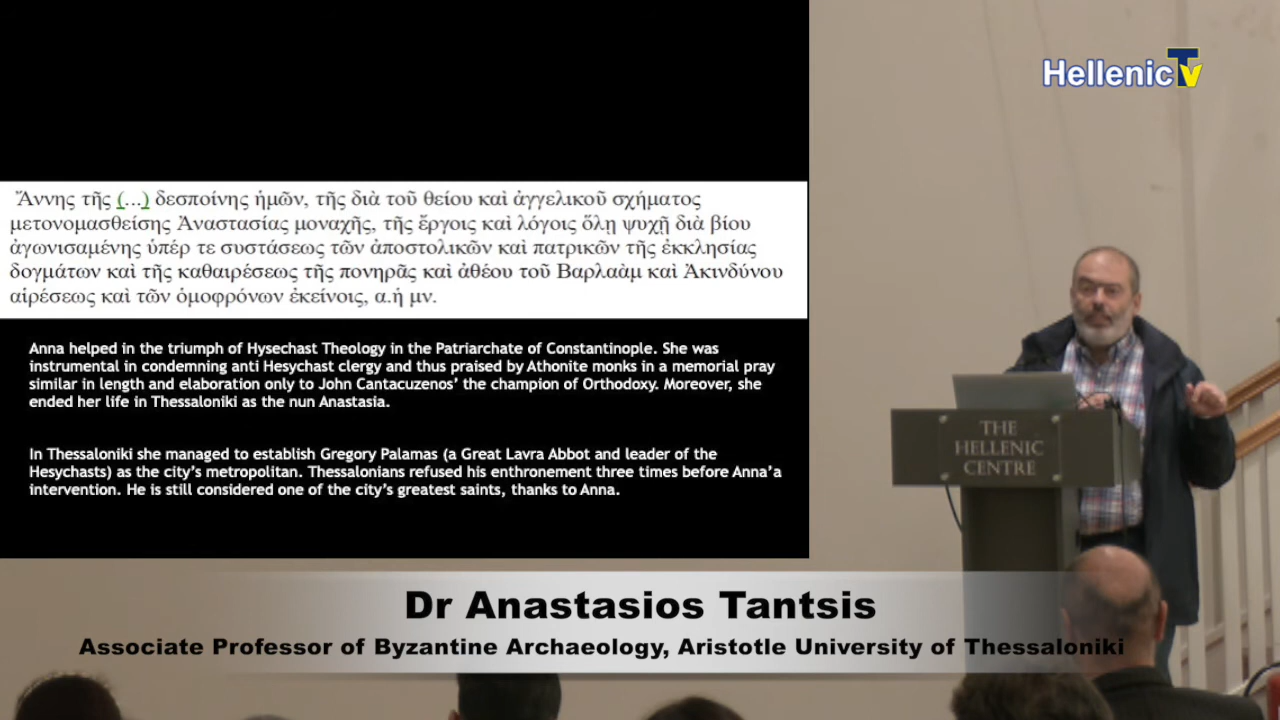 Hellenic Tv
Ἄννης τῆς (...) δεσποίνης ἡμῶν, τῆς διὰ τοῦ θείου καὶ ἀγγελικοῦ σχήματος
μετονομασθείσης Ἀναστασίας μοναχῆς, τῆς ἔργοις καὶ λόγοις ὅλῃ ψυχῇ διὰ βίου
ἀγωνισαμένης ὑπέρ τε συστάσεως τῶν ἀποστολικῶν καὶ πατρικῶν τῆς ἐκκλησίας
δογμάτων καὶ τῆς καθαιρέσεως τῆς πονηρᾶς καὶ ἀθέου τοῦ Βαρλαὰμ καὶ Ἀκινδύνου
αἱρέσεως καὶ τῶν ὁμοφρόνων ἐκείνοις, α.ἡ μν.
Anna helped in the triumph of Hysechast Theology in the Patriarchate of Constantinople. She was
instrumental in condemning anti Hesychast clergy and thus praised by Athonite monks in a memorial pray
similar in length and elaboration only to John Cantacuzenos’ the champion of Orthodoxy. Moreover, she
ended her life in Thessaloniki as the nun Anastasia.
In Thessaloniki she managed to establish Gregory Palamas (a Great Lavra Abbot and leader of the
Hesychasts) as the city’s metropolitan. Thessalonians refused his enthronement three times before Anna’a
intervention. He is still considered one of the city’s greatest saints, thanks to Anna.
THE
HELLENIC
CENTRE
Dr Anastasios Tantsis
Associate Professor of Byzantine Archaeology, Aristotle University of Thessaloniki